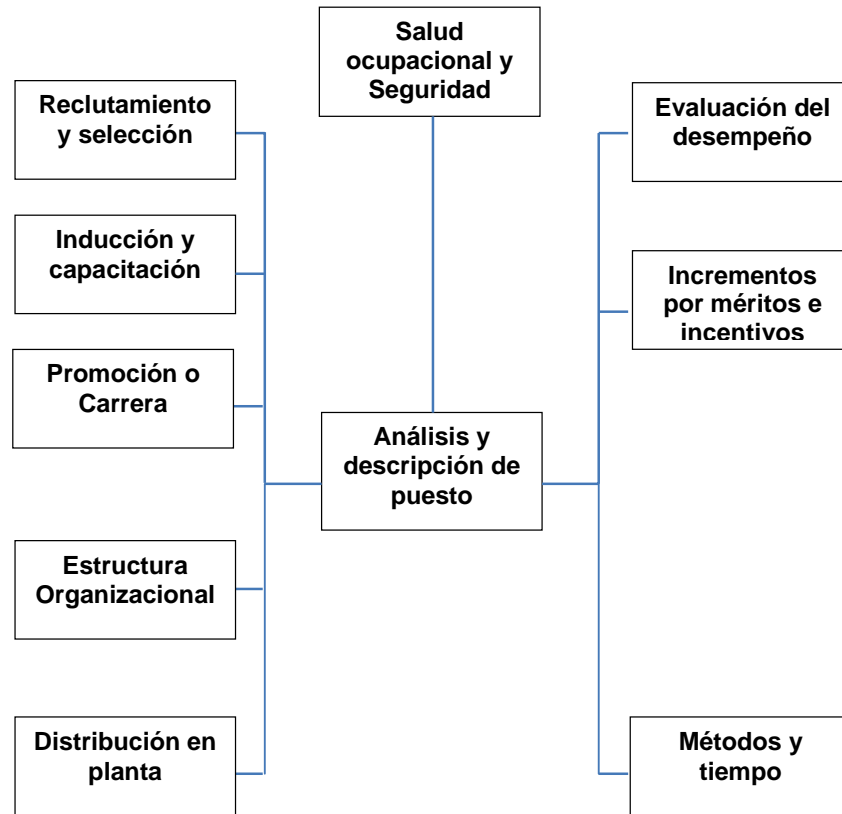 Salud
ocupacional y
Seguridad
Reclutamiento
y selección
Evaluación del
desempeño
Inducción y
capacitación
Incrementos
por méritos e
incentivos
Promoción o
Carrera
Análisis y
descripción de
puesto
Estructura
Organizacional
Distribución en
planta
Métodos y
tiempo